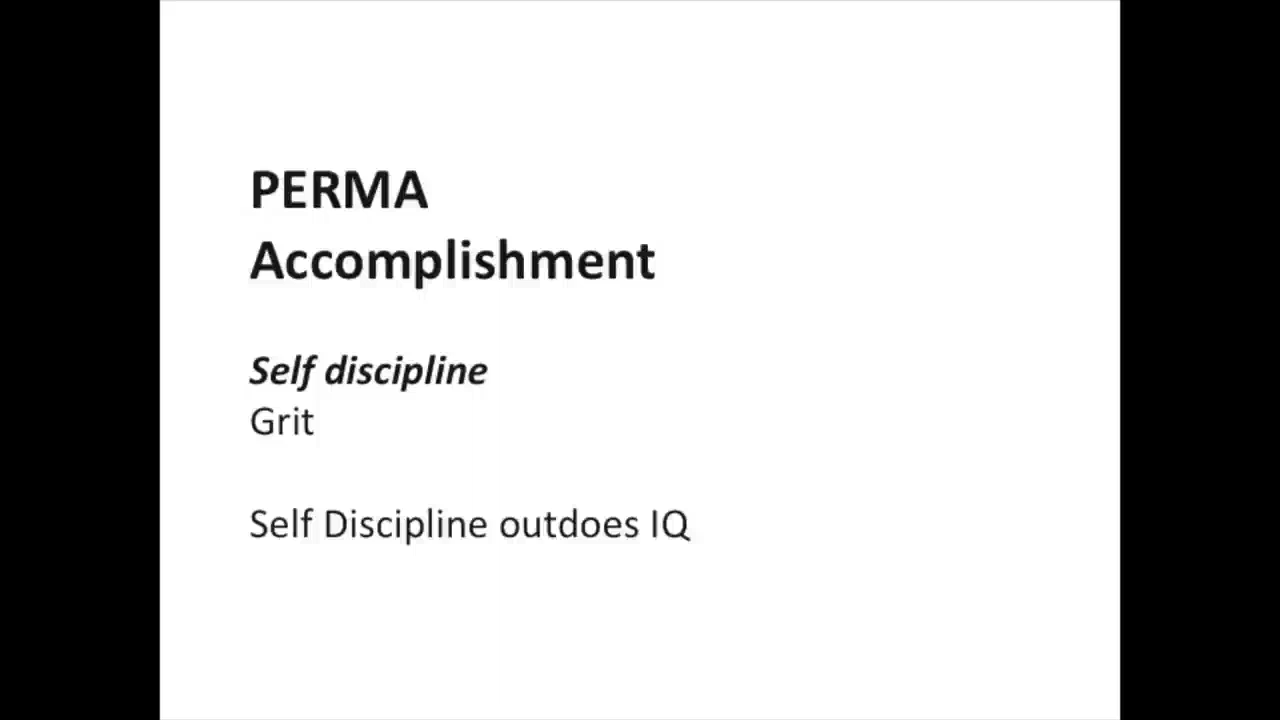 PERMA
Accomplishment
Self discipline
Grit
Self Discipline outdoes IQ